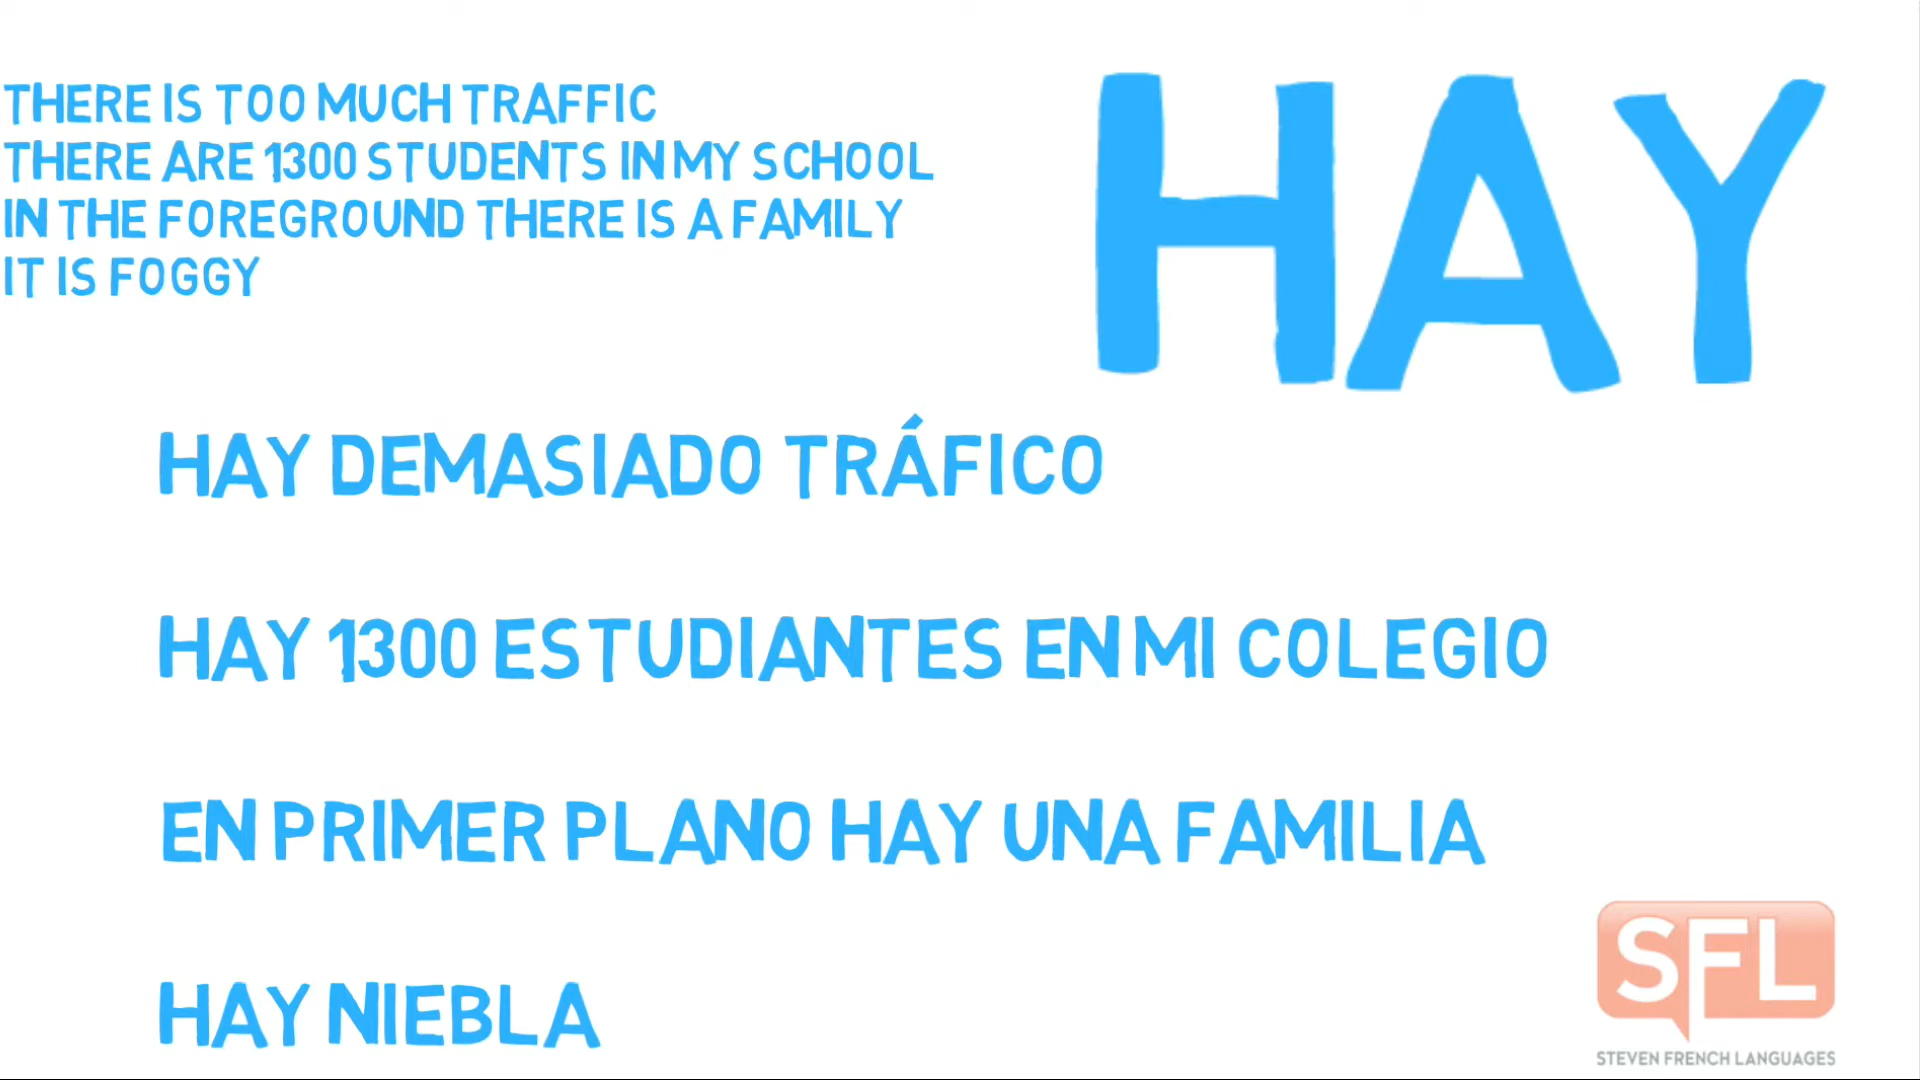 THERE IS TOO MUCH TRAFFIC
THERE ARE 1300 STUDENTS IN MY SCHOOL
IN THE FOREGROUND THERE IS A FAMILY
IT IS FOGGY
HAY
HAY DEMASIADO TRÁFICO
HAY 1300 ESTUDIANTES EN MI COLEGIO
EN PRIMER PLANO HAY UNA FAMILIA
HAY NIEBLA
SFL
STEVEN FRENCH LANGUAGES